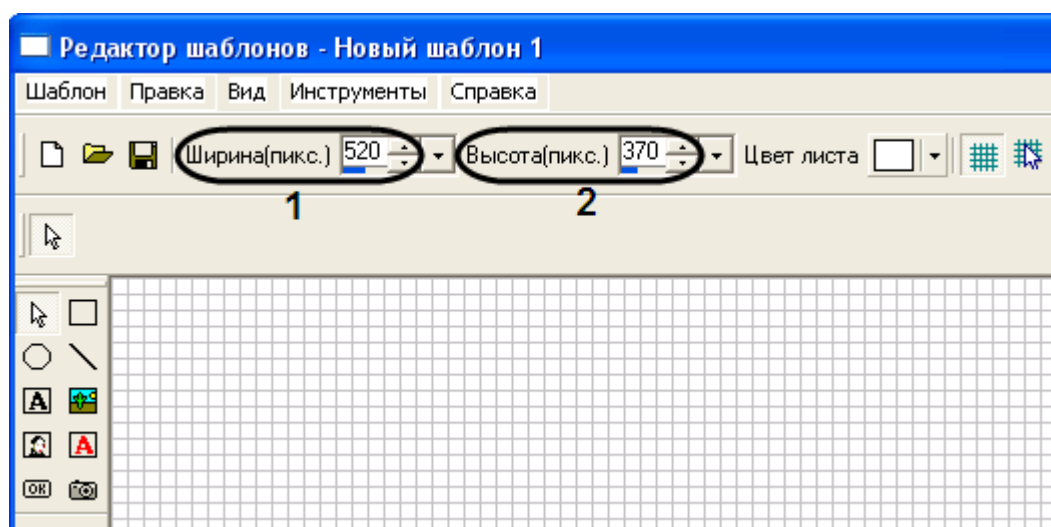 Редактор шаблонов - Новый шаблон 1
Шаблон Правка Вид Инструменты Справка
Ширина(пикс.) 520 Высота(пикс.) 370 Цвет листа
1 2
A
A
OK